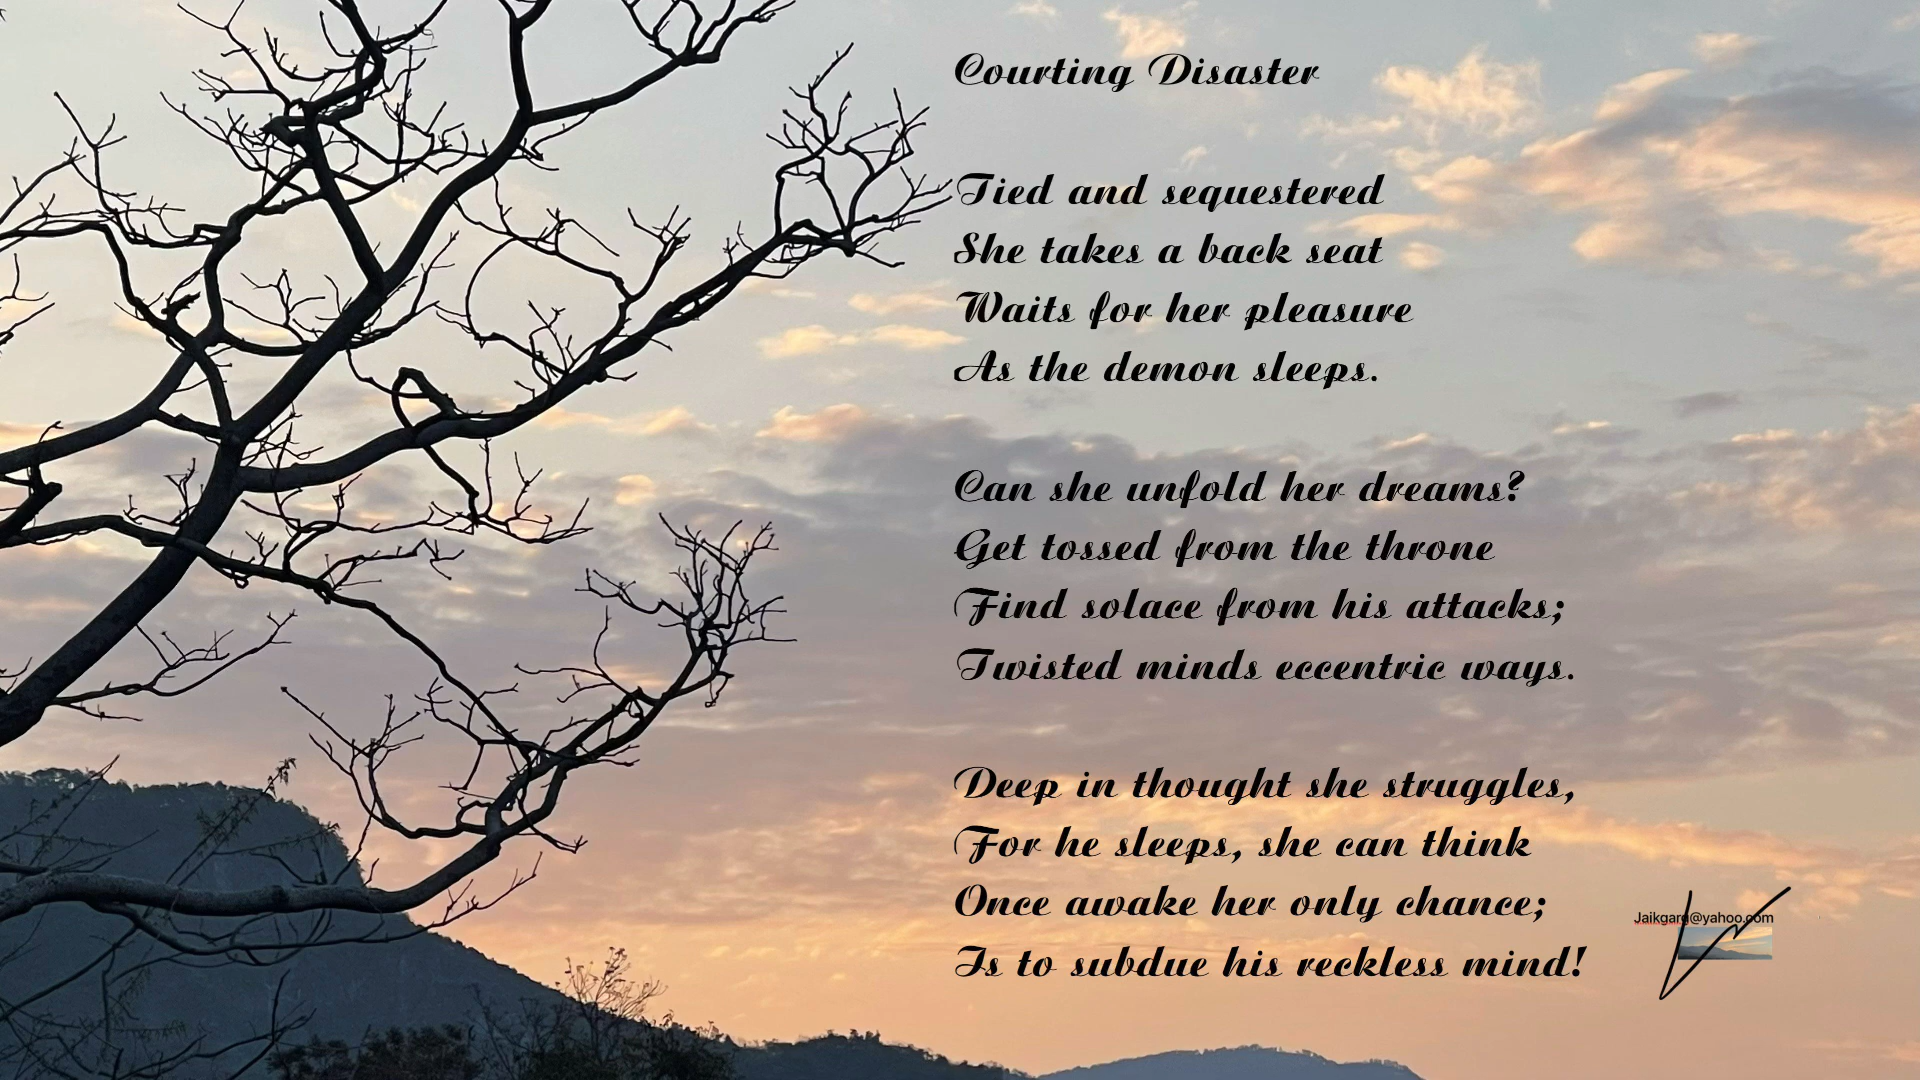 Courting Disaster
Tied and sequestered
She takes a back seat
Waits for her pleasure
As the demon sleeps.
Can she unfold her dreams?
Get tossed from the throne
Find solace from his attacks;
Twisted minds eccentric ways.
Deep in thought she struggles,
For he sleeps, she can think
Once awake her only chance;
Is to subdue his reckless mind!
Jaikgarg@yahoo.com